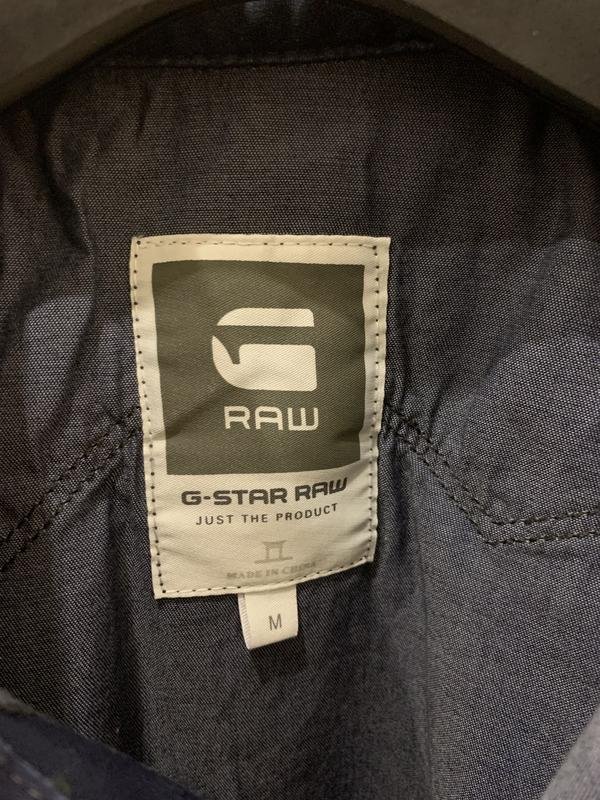 RAW
G-STAR RAW
JUST THE PRODUCT
MADE IN CHINA
M